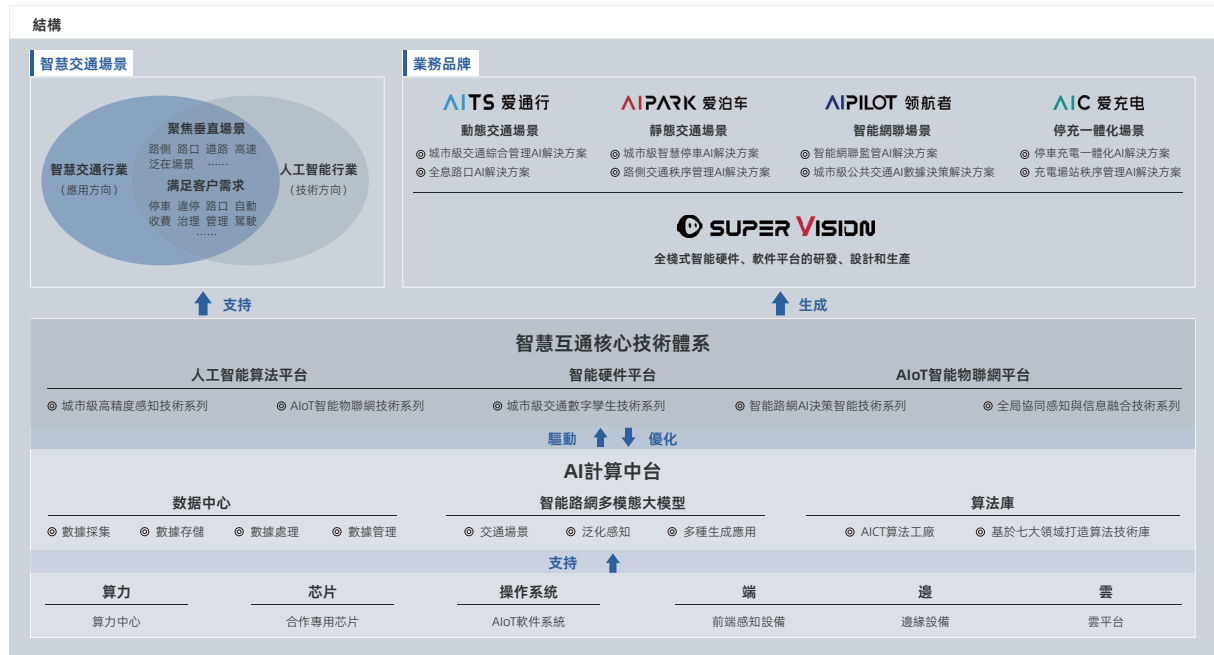 結構
智慧交通場景
智慧交通行業
（應用方向）
聚焦垂直場景
路側 路口 道路 高速
泛在場景 ……
满足客户需求
停車 違停 路口 自動
收費 治理 管理 駕駛
……
人工智能行業
（技術方向）
業務品牌
AITS 爱通行
動態交通場景
◎ 城市級交通綜合管理AI解決方案
◎ 全息路口AI解決方案
AIPARK 爱泊车
靜態交通場景
◎ 城市級智慧停車AI解決方案
◎ 路側交通秩序管理AI解決方案
AIPILOT 领航者
智能網聯場景
◎ 智能網聯監管AI解決方案
◎ 城市級公共交通AI數據決策解決方案
AIC 爱充电
停充一體化場景
◎ 停車充電一體化AI解決方案
◎ 充電場站秩序管理AI解決方案
SUPER VISION
全棧式智能硬件、軟件平台的研發、設計和生產
支持
生成
智慧互通核心技術體系
人工智能算法平台
智能硬件平台
AIoT智能物聯網平台
◎ 城市級高精度感知技術系列
◎ AIoT智能物聯網技術系列
◎ 城市級交通數字孿生技術系列
◎ 智能路網AI決策智能技術系列
◎ 全局協同感知與信息融合技術系列
驅動
優化
AI計算中台
数据中心
◎ 數據採集
◎ 數據存儲
◎ 數據處理
◎ 數據管理
智能路網多模態大模型
◎ 交通場景
◎ 泛化感知
◎ 多種生成應用
算法庫
◎ AICT算法工廠
◎ 基於七大領域打造算法技術庫
支持
算力
算力中心
芯片
合作專用芯片
操作系统
AIoT軟件系統
端
前端感知設備
邊
邊緣設備
雲
雲平台